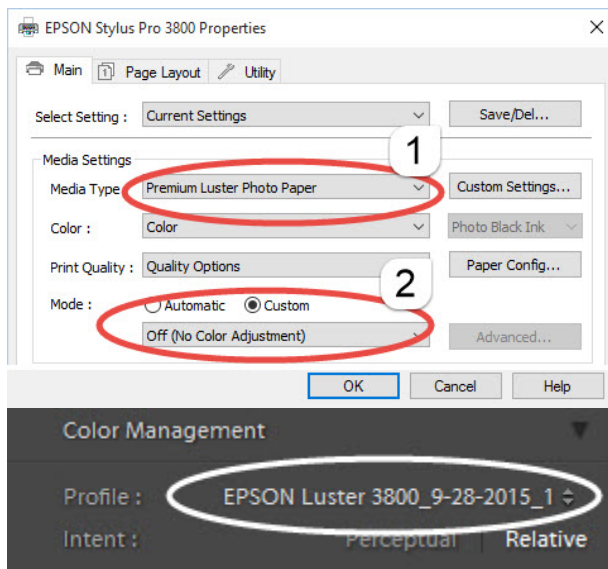 EPSON Stylus Pro 3800 Properties
Main Page Layout Utility
Select Setting : Current Settings Save/Del...
1
Media Settings
Media Type Premium Luster Photo Paper Custom Settings...
Color : Color Photo Black Ink
Print Quality : Quality Options Paper Config...
2
Mode : Automatic Custom
Off (No Color Adjustment) Advanced...
OK Cancel Help
Color Management
Profile : EPSON Luster 3800_9-28-2015_1
Intent : Perceptual Relative